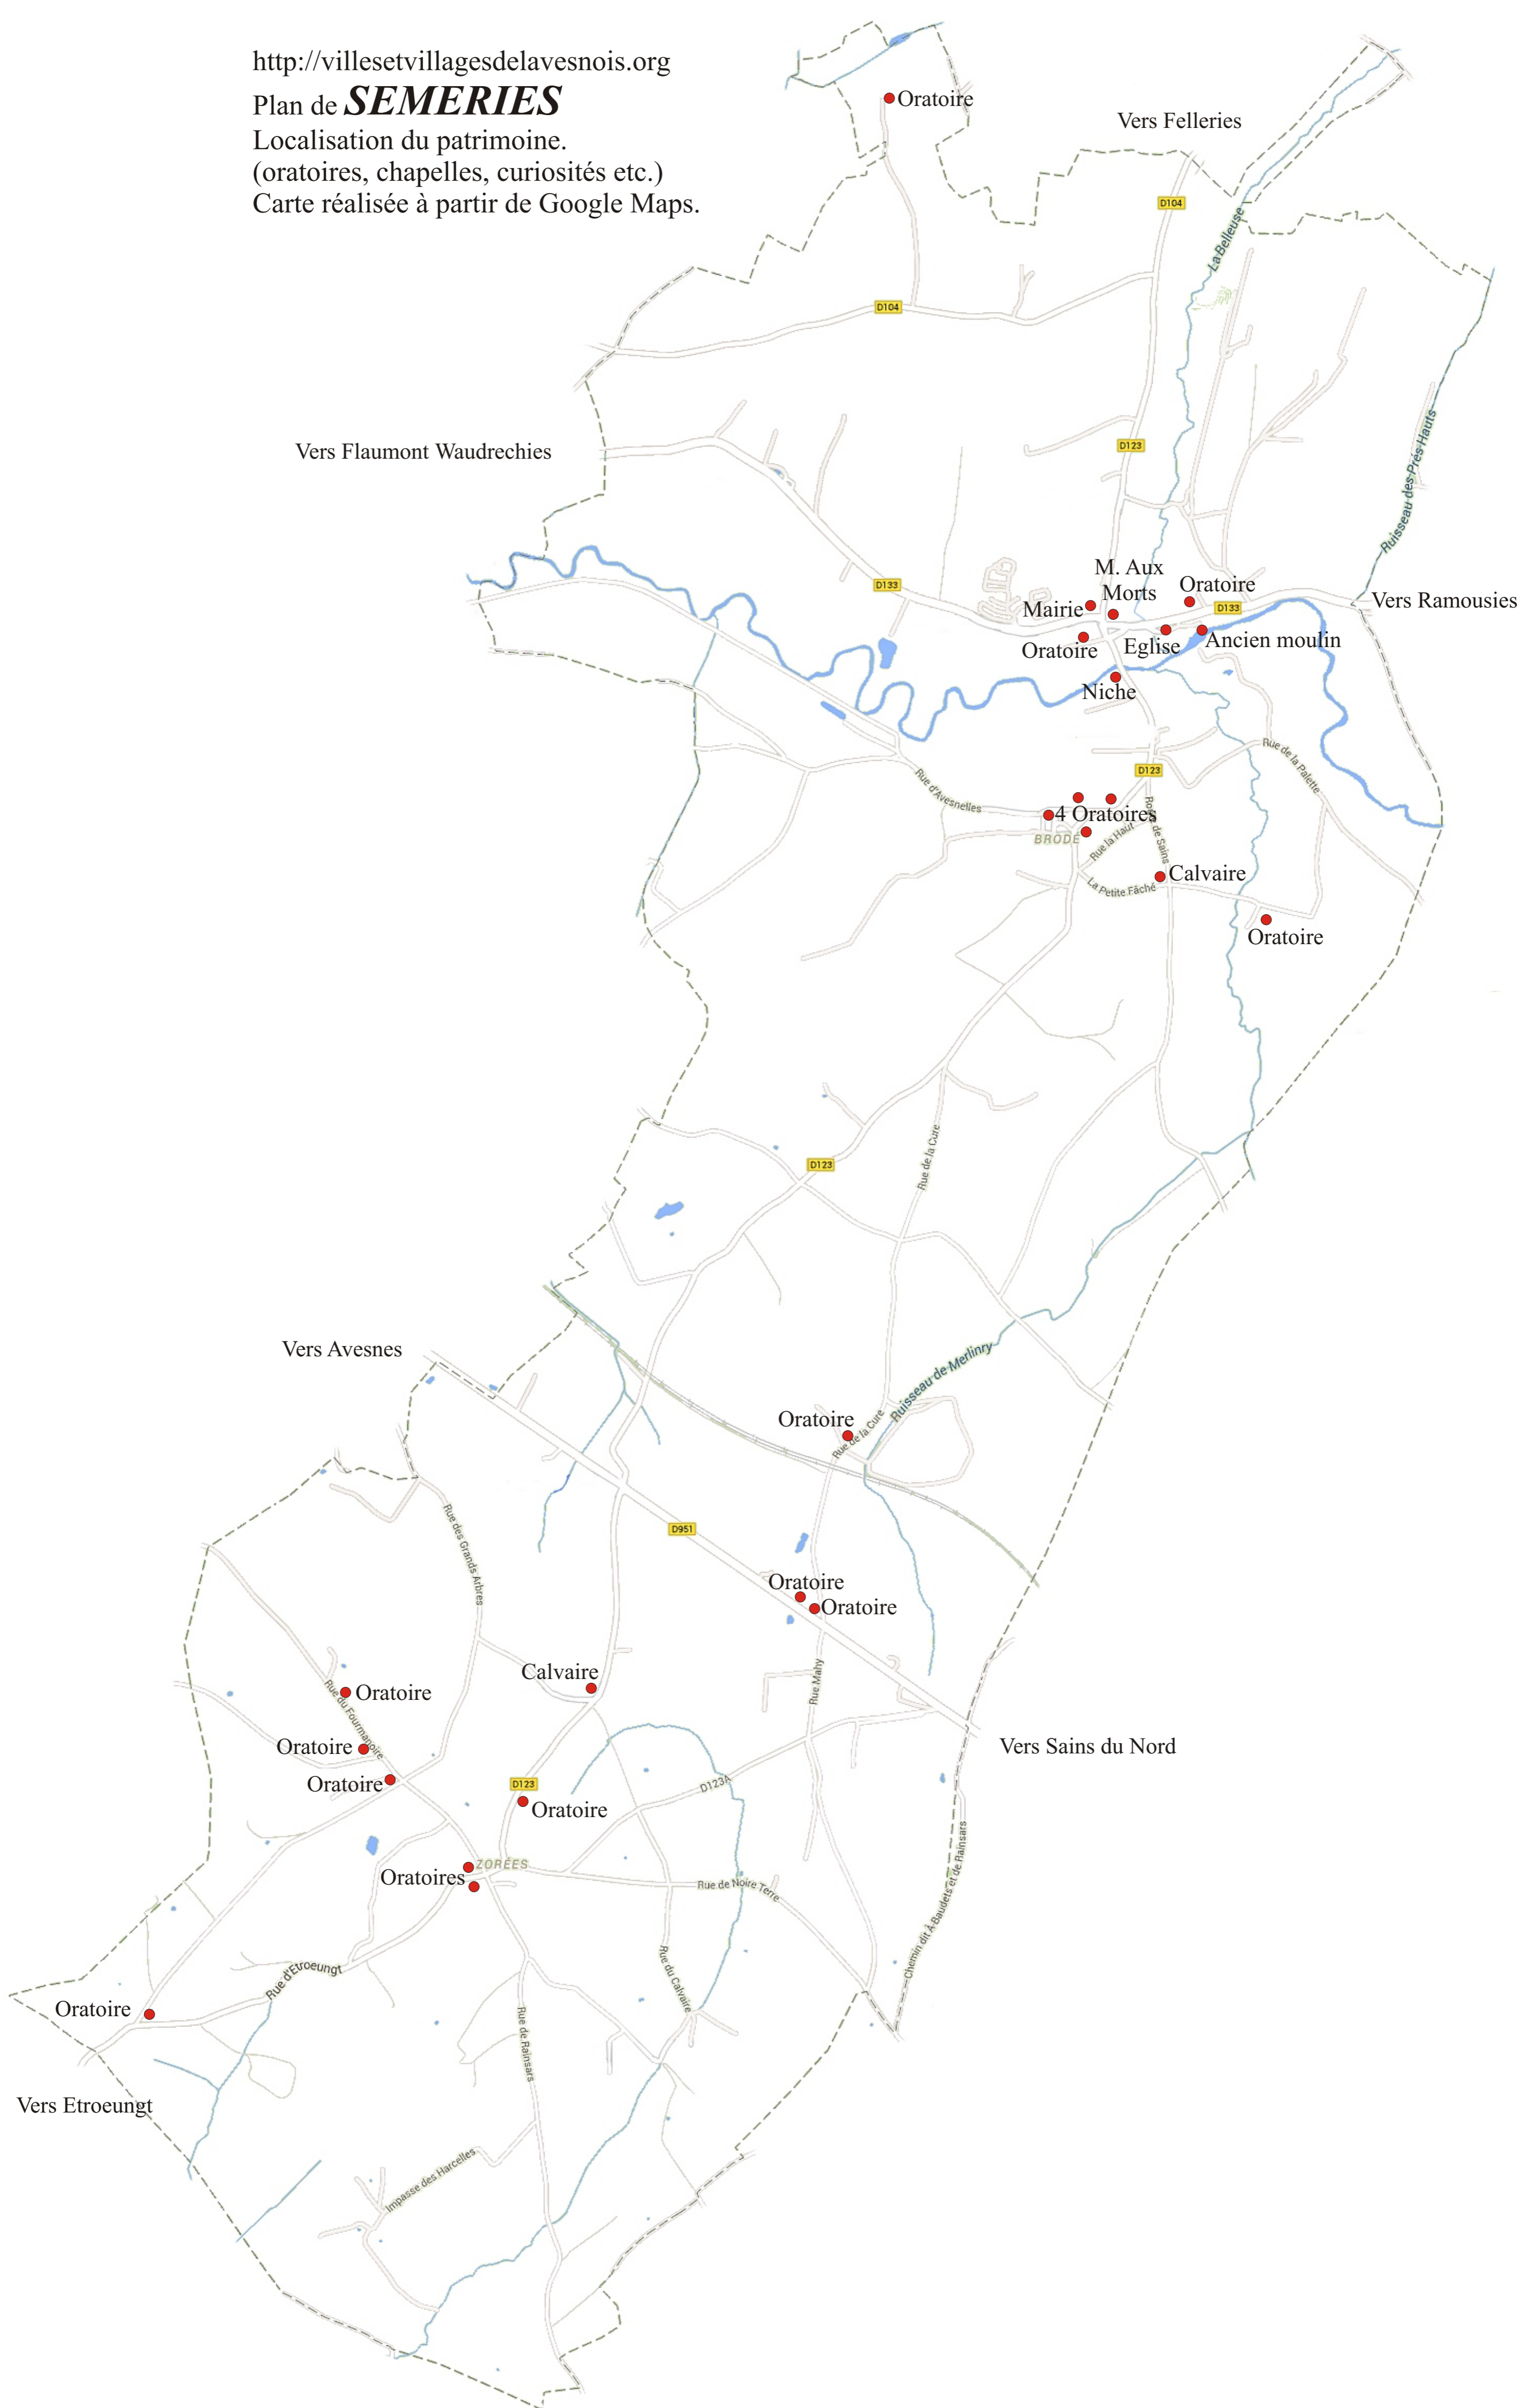 http://villesetvillagesdelavesnois.org
Plan de SEMERIES
Localisation du patrimoine.
(oratoires, chapelles, curiosités etc.)
Carte réalisée à partir de Google Maps.
Oratoire
Vers Felleries
D104
La Belleuse
D104
Vers Flaumont Waudrechies
D123
Ruisseau des Prés Hauts
D133
M. Aux
Morts
Mairie
Oratoire
D133
Vers Ramousies
Oratoire
Eglise
Ancien moulin
Niche
Rue de la Palette
D123
Rue d'Avesnelles
4 Oratoires
Route de Sains
BRODÉ
Rue la Haut
La Petite Fâché
Calvaire
Oratoire
D123
Rue de la Cure
Vers Avesnes
Ruisseau de Merlinry
Oratoire
Rue de la Cure
Rue des Grands Arbres
D951
Oratoire
Oratoire
Calvaire
Rue Mahy
Rue du Fourmanoire
Oratoire
Oratoire
Vers Sains du Nord
Oratoire
D123
D123A
Oratoire
ZORÉES
Oratoires
Rue de Noire Terre
Chemin dit À Baudets et de Rainsars
Rue d'Etroeungt
Rue du Calvaire
Oratoire
Rue de Rainsars
Vers Etroeungt
Impasse des Harcelles